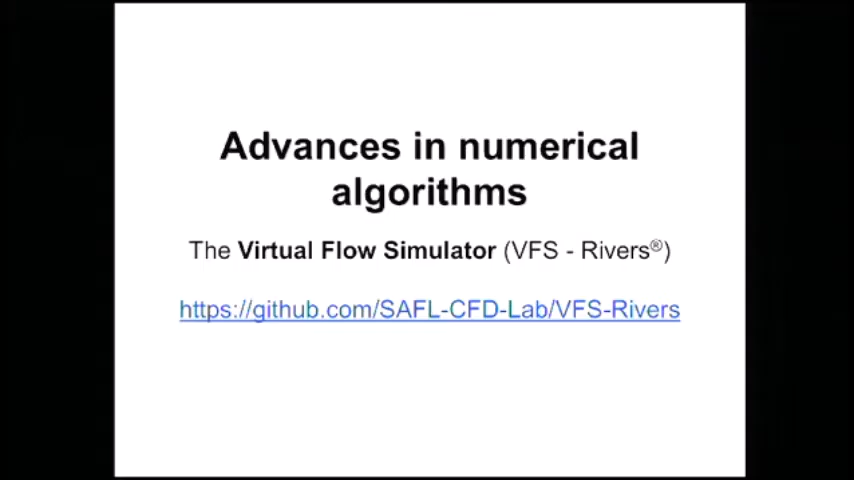 Advances in numerical
algorithms
The Virtual Flow Simulator (VFS - Rivers®)
https://github.com/SAFL-CFD-Lab/VFS-Rivers